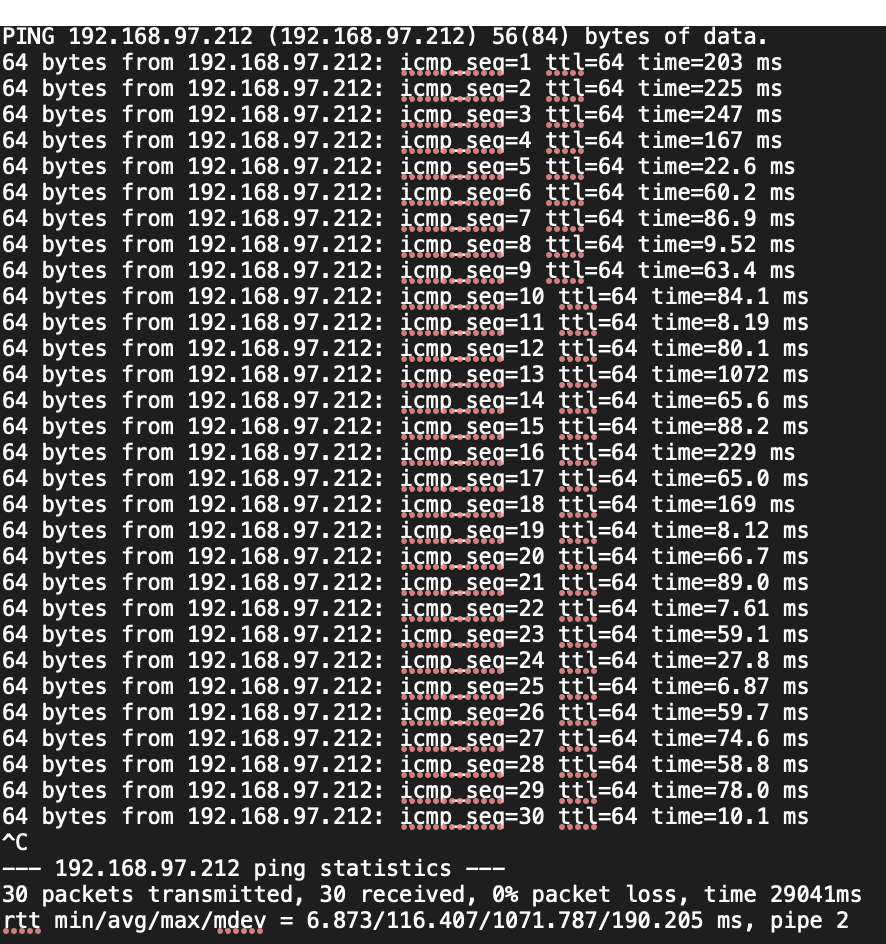 PING 192.168.97.212 (192.168.97.212) 56(84) bytes of data.
64 bytes from 192.168.97.212: icmp_seq=1 ttl=64 time=203 ms
64 bytes from 192.168.97.212: icmp_seq=2 ttl=64 time=225 ms
64 bytes from 192.168.97.212: icmp_seq=3 ttl=64 time=247 ms
64 bytes from 192.168.97.212: icmp_seq=4 ttl=64 time=167 ms
64 bytes from 192.168.97.212: icmp_seq=5 ttl=64 time=22.6 ms
64 bytes from 192.168.97.212: icmp_seq=6 ttl=64 time=60.2 ms
64 bytes from 192.168.97.212: icmp_seq=7 ttl=64 time=86.9 ms
64 bytes from 192.168.97.212: icmp_seq=8 ttl=64 time=9.52 ms
64 bytes from 192.168.97.212: icmp_seq=9 ttl=64 time=63.4 ms
64 bytes from 192.168.97.212: icmp_seq=10 ttl=64 time=84.1 ms
64 bytes from 192.168.97.212: icmp_seq=11 ttl=64 time=8.19 ms
64 bytes from 192.168.97.212: icmp_seq=12 ttl=64 time=80.1 ms
64 bytes from 192.168.97.212: icmp_seq=13 ttl=64 time=1072 ms
64 bytes from 192.168.97.212: icmp_seq=14 ttl=64 time=65.6 ms
64 bytes from 192.168.97.212: icmp_seq=15 ttl=64 time=88.2 ms
64 bytes from 192.168.97.212: icmp_seq=16 ttl=64 time=229 ms
64 bytes from 192.168.97.212: icmp_seq=17 ttl=64 time=65.0 ms
64 bytes from 192.168.97.212: icmp_seq=18 ttl=64 time=169 ms
64 bytes from 192.168.97.212: icmp_seq=19 ttl=64 time=8.12 ms
64 bytes from 192.168.97.212: icmp_seq=20 ttl=64 time=66.7 ms
64 bytes from 192.168.97.212: icmp_seq=21 ttl=64 time=89.0 ms
64 bytes from 192.168.97.212: icmp_seq=22 ttl=64 time=7.61 ms
64 bytes from 192.168.97.212: icmp_seq=23 ttl=64 time=59.1 ms
64 bytes from 192.168.97.212: icmp_seq=24 ttl=64 time=27.8 ms
64 bytes from 192.168.97.212: icmp_seq=25 ttl=64 time=6.87 ms
64 bytes from 192.168.97.212: icmp_seq=26 ttl=64 time=59.7 ms
64 bytes from 192.168.97.212: icmp_seq=27 ttl=64 time=74.6 ms
64 bytes from 192.168.97.212: icmp_seq=28 ttl=64 time=58.8 ms
64 bytes from 192.168.97.212: icmp_seq=29 ttl=64 time=78.0 ms
64 bytes from 192.168.97.212: icmp_seq=30 ttl=64 time=10.1 ms
^C
--- 192.168.97.212 ping statistics ---
30 packets transmitted, 30 received, 0% packet loss, time 29041ms
rtt min/avg/max/mdev = 6.873/116.407/1071.787/190.205 ms, pipe 2